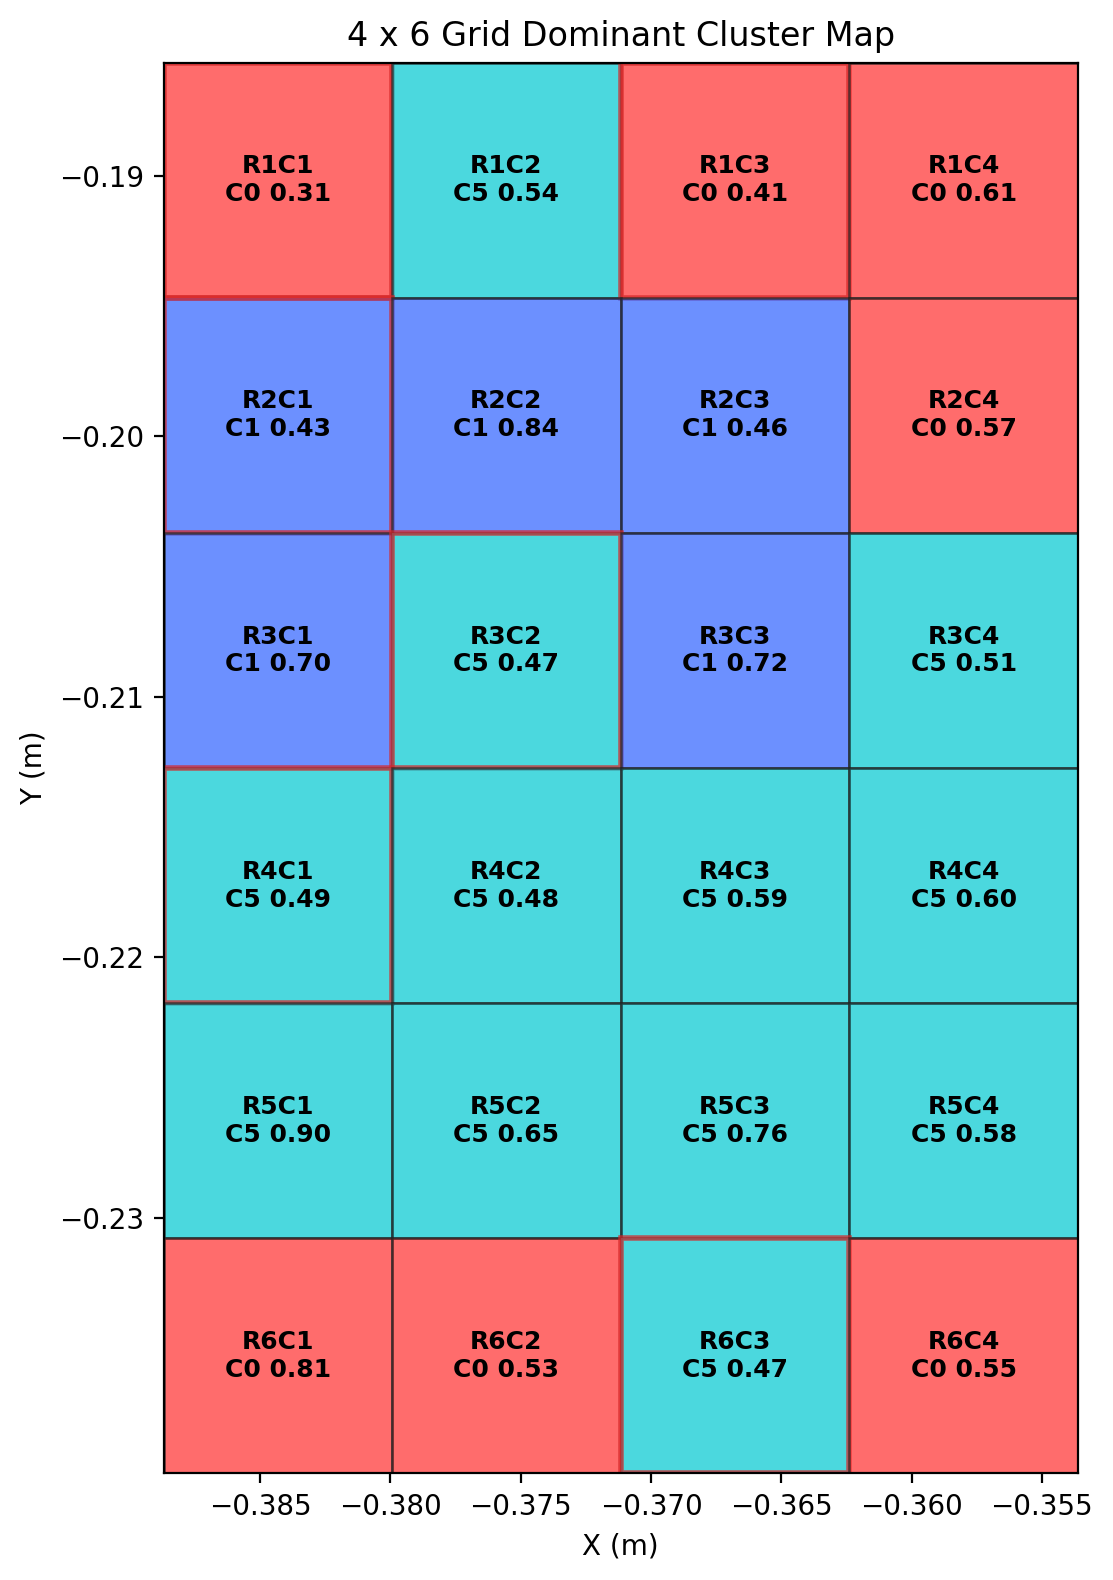 4 x 6 Grid Dominant Cluster Map
R1C1
C0 0.31
R1C2
C5 0.54
R1C3
C0 0.41
R1C4
C0 0.61
−0.19
R2C1
C1 0.43
R2C2
C1 0.84
R2C3
C1 0.46
R2C4
C0 0.57
−0.20
R3C1
C1 0.70
R3C2
C5 0.47
R3C3
C1 0.72
R3C4
C5 0.51
−0.21
Y (m)
R4C1
C5 0.49
R4C2
C5 0.48
R4C3
C5 0.59
R4C4
C5 0.60
−0.22
R5C1
C5 0.90
R5C2
C5 0.65
R5C3
C5 0.76
R5C4
C5 0.58
−0.23
R6C1
C0 0.81
R6C2
C0 0.53
R6C3
C5 0.47
R6C4
C0 0.55
−0.385 −0.380 −0.375 −0.370 −0.365 −0.360 −0.355
X (m)